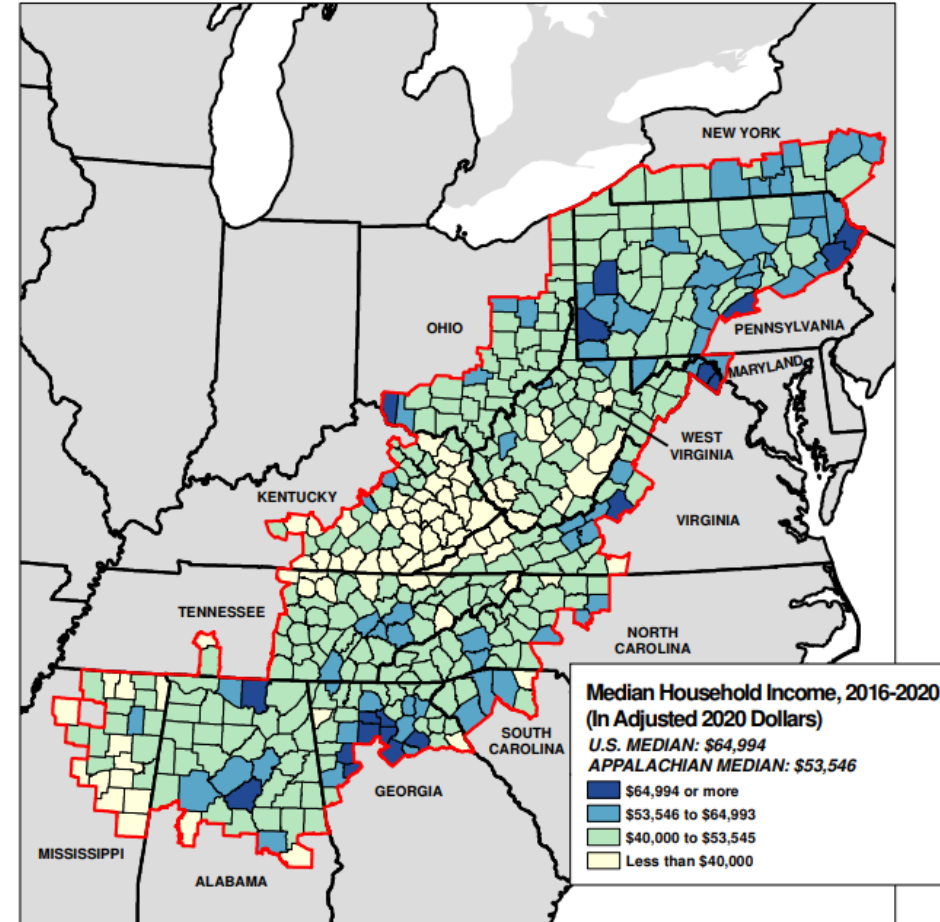 NEW YORK
OHIO
PENNSYLVANIA
MARYLAND
WEST
VIRGINIA
KENTUCKY
VIRGINIA
TENNESSEE
NORTH
CAROLINA
SOUTH
CAROLINA
GEORGIA
MISSISSIPPI
ALABAMA
Median Household Income, 2016-2020
(In Adjusted 2020 Dollars)
U.S. MEDIAN: $64,994
APPALACHIAN MEDIAN: $53,546
$64,994 or more
$53,546 to $64,993
$40,000 to $53,545
Less than $40,000